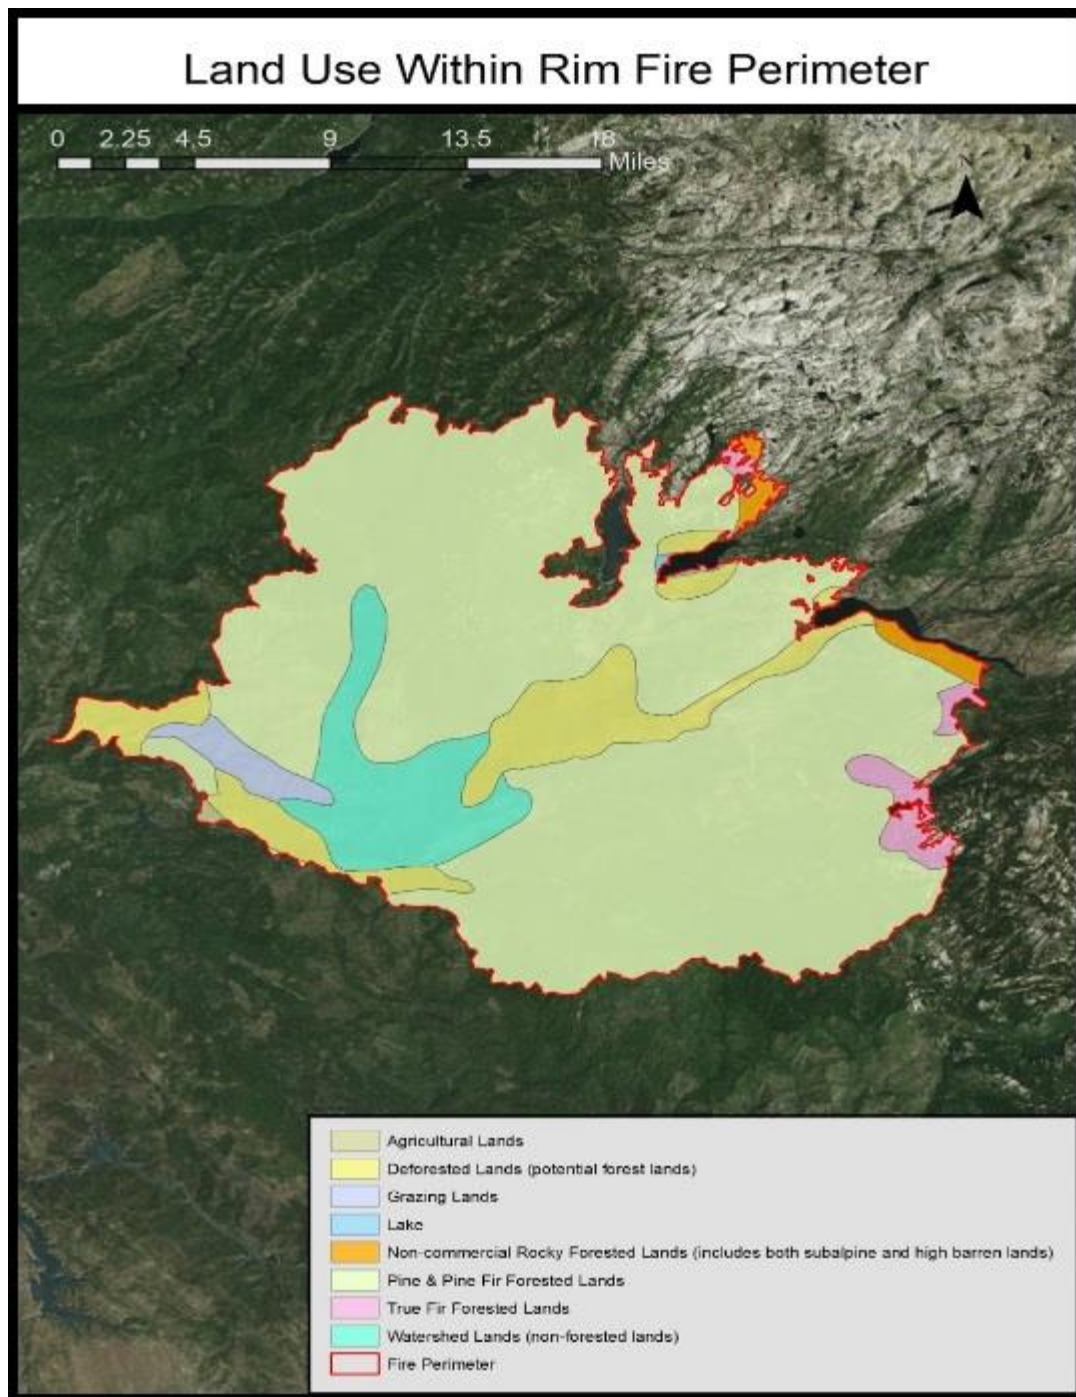 Land Use Within Rim Fire Perimeter
0 2.25 4.5 9 13.5 18
Miles
N
Agricultural Lands
Deforested Lands (potential forest lands)
Grazing Lands
Lake
Non-commercial Rocky Forested Lands (includes both subalpine and high barren lands)
Pine & Pine Fir Forested Lands
True Fir Forested Lands
Watershed Lands (non-forested lands)
Fire Perimeter